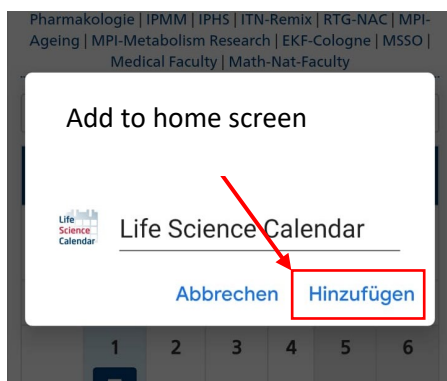 Pharmakologie | IPMM | IPHS | ITN-Remix | RTG-NAC | MPI-
Ageing | MPI-Metabolism Research | EKF-Cologne | MSSO |
Medical Faculty | Math-Nat-Faculty
Add to home screen
Life
Science
Calendar
Life Science Calendar
Abbrechen Hinzufügen
1 2 3 4 5 6